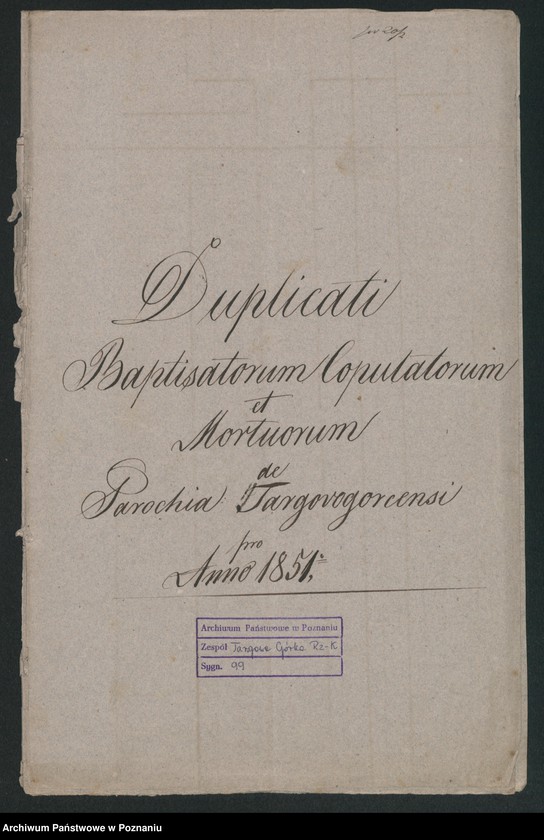 Duplicati
Baptisatorum Copulatorum
et
Mortuorum
de
Parochia Targovogorcensi
pro
Anno 1851.
Archiwum Państwowe w Poznaniu
Zespół Targowa Górka Rz-K
Sygn. 99
Archiwum Państwowe w Poznaniu